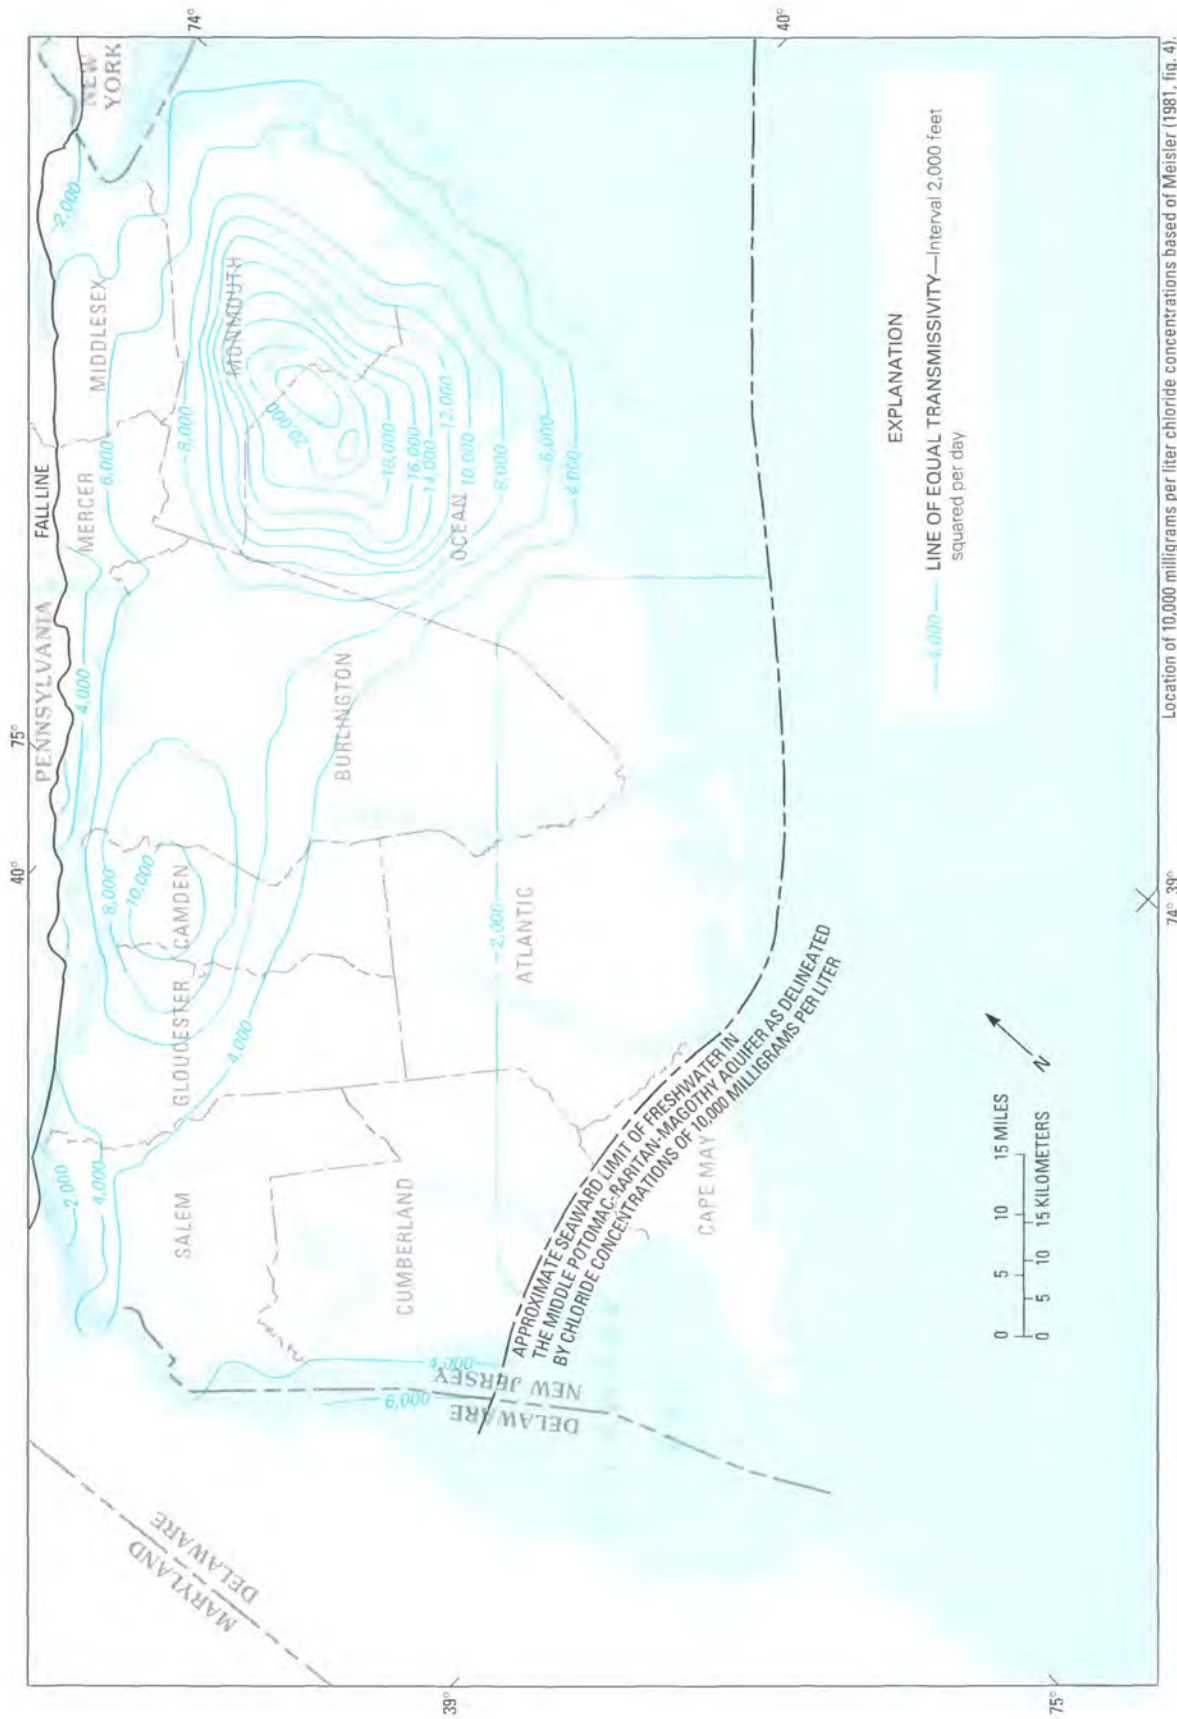 74°
40°
NEW
YORK
2,000
MIDDLESEX
MONMOUTH
6,000
8,000
20,000
18,000
16,000
14,000
12,000
10,000
8,000
6,000
4,000
OCEAN
FALL LINE
MERCER
PENNSYLVANIA
4,000
75°
BURLINGTON
40°
8,000
10,000
CAMDEN
GLOUCESTER
4,000
2,000
ATLANTIC
2,000
4,000
SALEM
CUMBERLAND
CAPE MAY
APPROXIMATE SEAWARD LIMIT OF FRESHWATER IN
THE MIDDLE POTOMAC-RARITAN-MAGOTHY AQUIFER AS DELINEATED
BY CHLORIDE CONCENTRATIONS OF 10,000 MILLIGRAMS PER LITER
6,000
NEW JERSEY
DELAWARE
MARYLAND
DELAWARE
39°
75°
74°
39°
EXPLANATION
4,000 LINE OF EQUAL TRANSMISSIVITY—Interval 2,000 feet
squared per day
N
0 5 10 15 MILES
0 5 10 15 KILOMETERS
Location of 10,000 milligrams per liter chloride concentrations based of Meisler (1981, fig. 4).